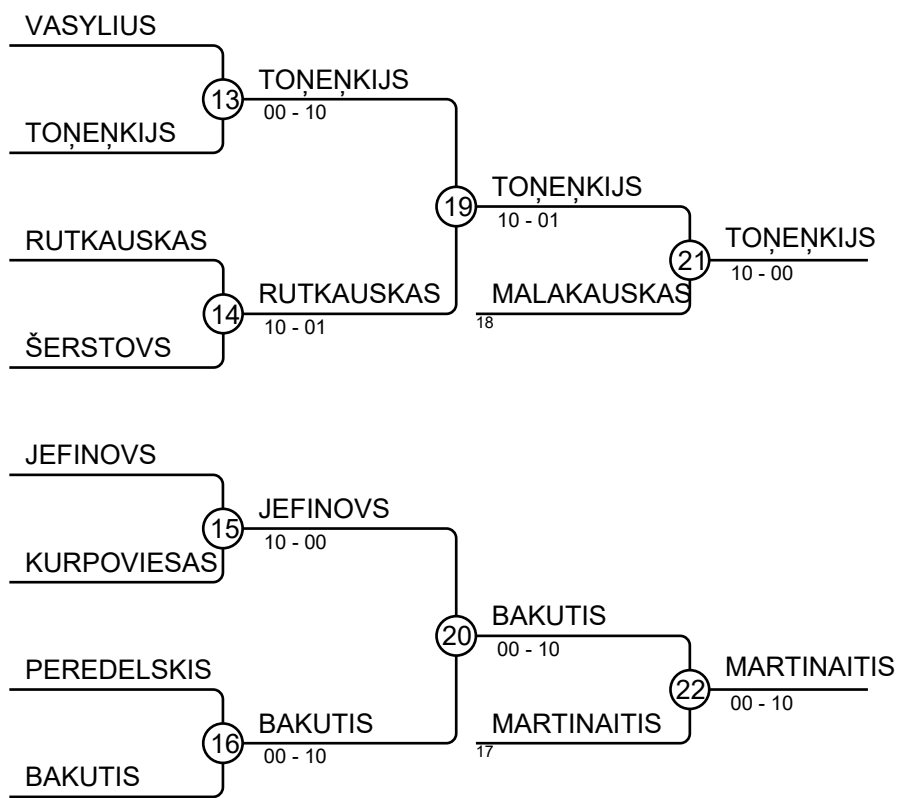 VASYLIUS
13
TOŅEŅKIJS
00 - 10
TOŅEŅKIJS
19
TOŅEŅKIJS
10 - 01
RUTKAUSKAS
14
RUTKAUSKAS
10 - 01
ŠERSTOVS
MALAKAUSKAS
18
21
TOŅEŅKIJS
10 - 00
JEFINOVS
15
JEFINOVS
10 - 00
KURPOVIESAS
20
BAKUTIS
00 - 10
PEREDELSKIS
16
BAKUTIS
00 - 10
BAKUTIS
MARTINAITIS
17
22
MARTINAITIS
00 - 10